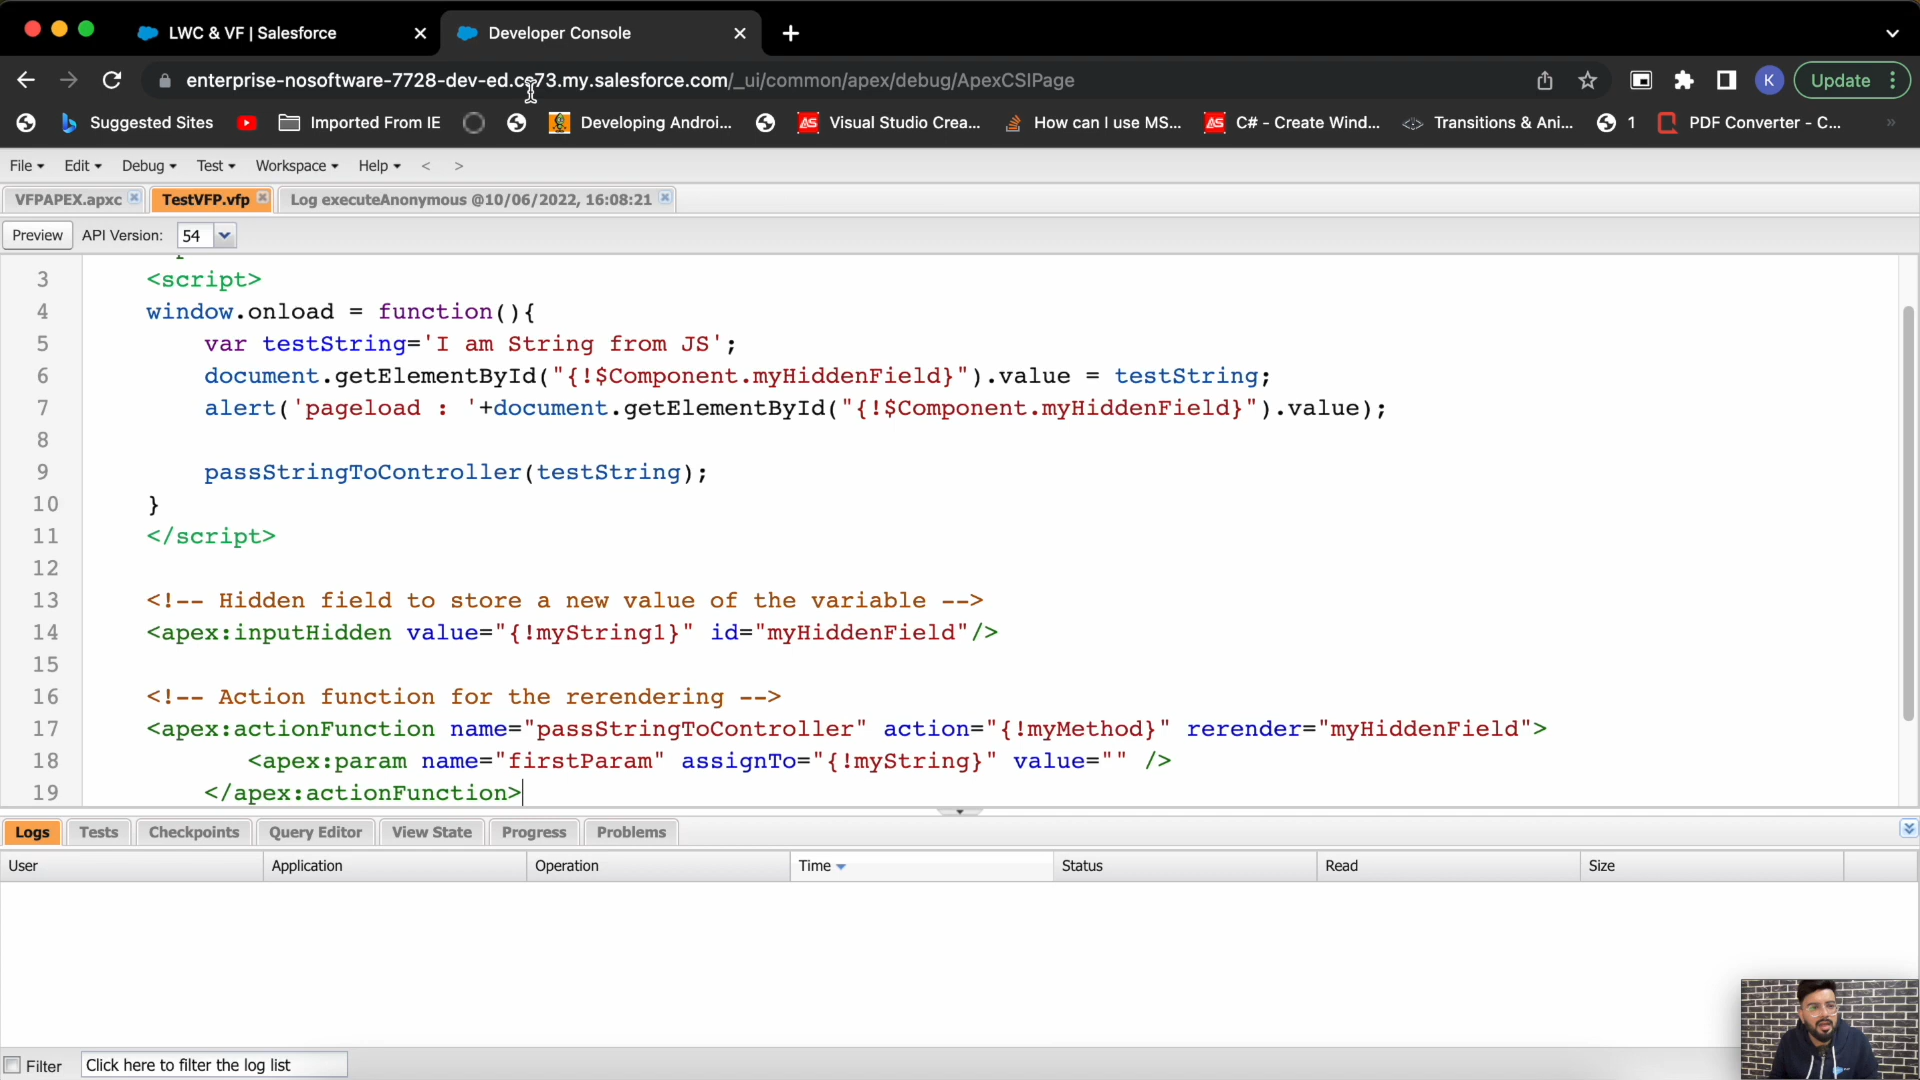 LWC & VF | Salesforce
Developer Console
enterprise-nosoftware-7728-dev-ed.cs73.my.salesforce.com/_ui/common/apex/debug/ApexCSIPage
K
Update
Suggested Sites
Imported From IE
Developing Androi...
Visual Studio Crea...
How can I use MS...
C# - Create Wind...
Transitions & Ani...
1
PDF Converter - C...
File Edit Debug Test Workspace Help < >
VFPAPEX.apxc TestVFP.vfp Log executeAnonymous @10/06/2022, 16:08:21
Preview API Version: 54
3 <script>
4 window.onload = function(){
5 var testString='I am String from JS';
6 document.getElementById("{!$Component.myHiddenField}").value = testString;
7 alert('pageload : '+document.getElementById("{!$Component.myHiddenField}").value);
8
9 passStringToController(testString);
10 }
11 </script>
12
13 <!-- Hidden field to store a new value of the variable -->
14 <apex:inputHidden value="{!myString1}" id="myHiddenField"/>
15
16 <!-- Action function for the rerendering -->
17 <apex:actionFunction name="passStringToController" action="{!myMethod}" rerender="myHiddenField">
18 <apex:param name="firstParam" assignTo="{!myString}" value="" />
19 </apex:actionFunction>
Logs Tests Checkpoints Query Editor View State Progress Problems
User Application Operation Time Status Read Size
Filter Click here to filter the log list